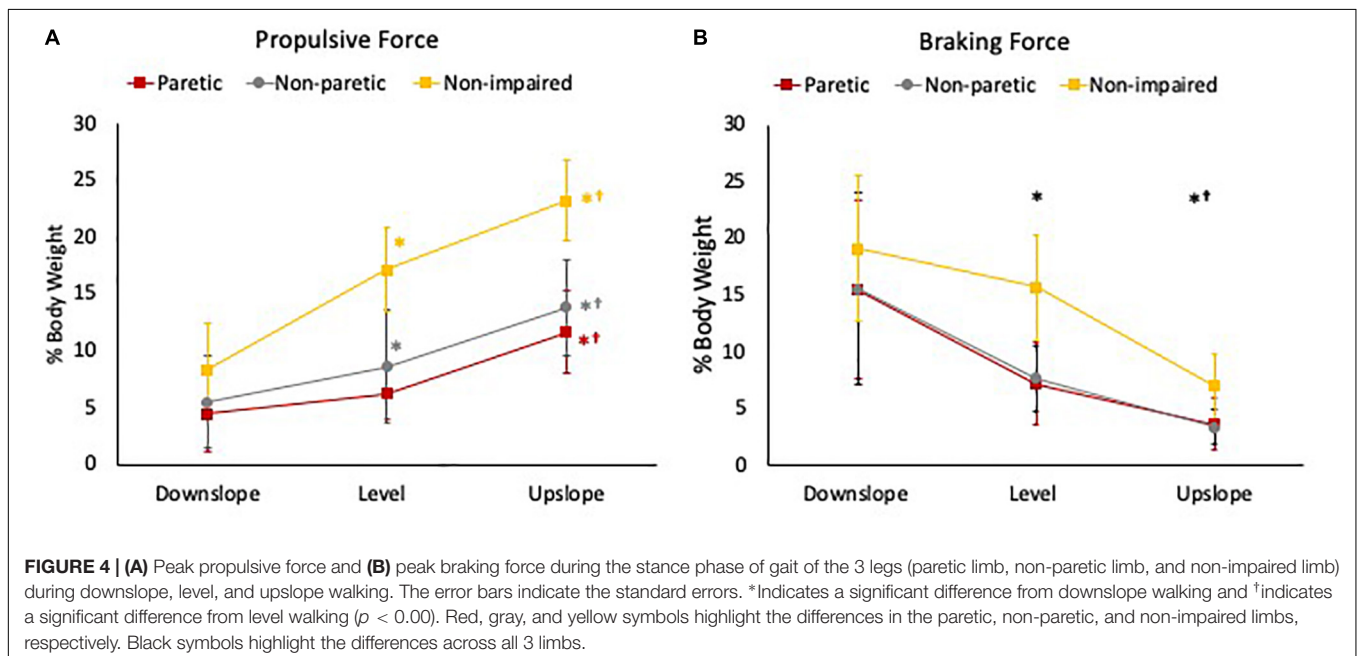 A
Propulsive Force
Paretic Non-paretic Non-impaired
30
25
20
15
10
5
0
% Body Weight
* † * * † * * †
Downslope Level Upslope
B
Braking Force
Paretic Non-paretic Non-impaired
30
25
20
15
10
5
0
% Body Weight
* * †
Downslope Level Upslope
FIGURE 4 | (A) Peak propulsive force and (B) peak braking force during the stance phase of gait of the 3 legs (paretic limb, non-paretic limb, and non-impaired limb)
during downslope, level, and upslope walking. The error bars indicate the standard errors. *Indicates a significant difference from downslope walking and †indicates
a significant difference from level walking (p < 0.00). Red, gray, and yellow symbols highlight the differences in the paretic, non-paretic, and non-impaired limbs,
respectively. Black symbols highlight the differences across all 3 limbs.